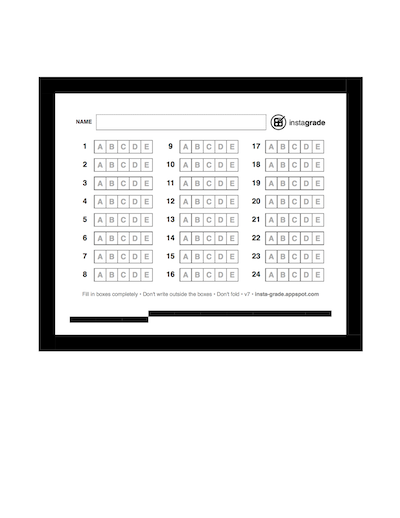 NAME instagrade
1 A B C D E 9 A B C D E 17 A B C D E
2 A B C D E 10 A B C D E 18 A B C D E
3 A B C D E 11 A B C D E 19 A B C D E
4 A B C D E 12 A B C D E 20 A B C D E
5 A B C D E 13 A B C D E 21 A B C D E
6 A B C D E 14 A B C D E 22 A B C D E
7 A B C D E 15 A B C D E 23 A B C D E
8 A B C D E 16 A B C D E 24 A B C D E
Fill in boxes completely • Don't write outside the boxes • Don't fold • v7 • insta-grade.appspot.com